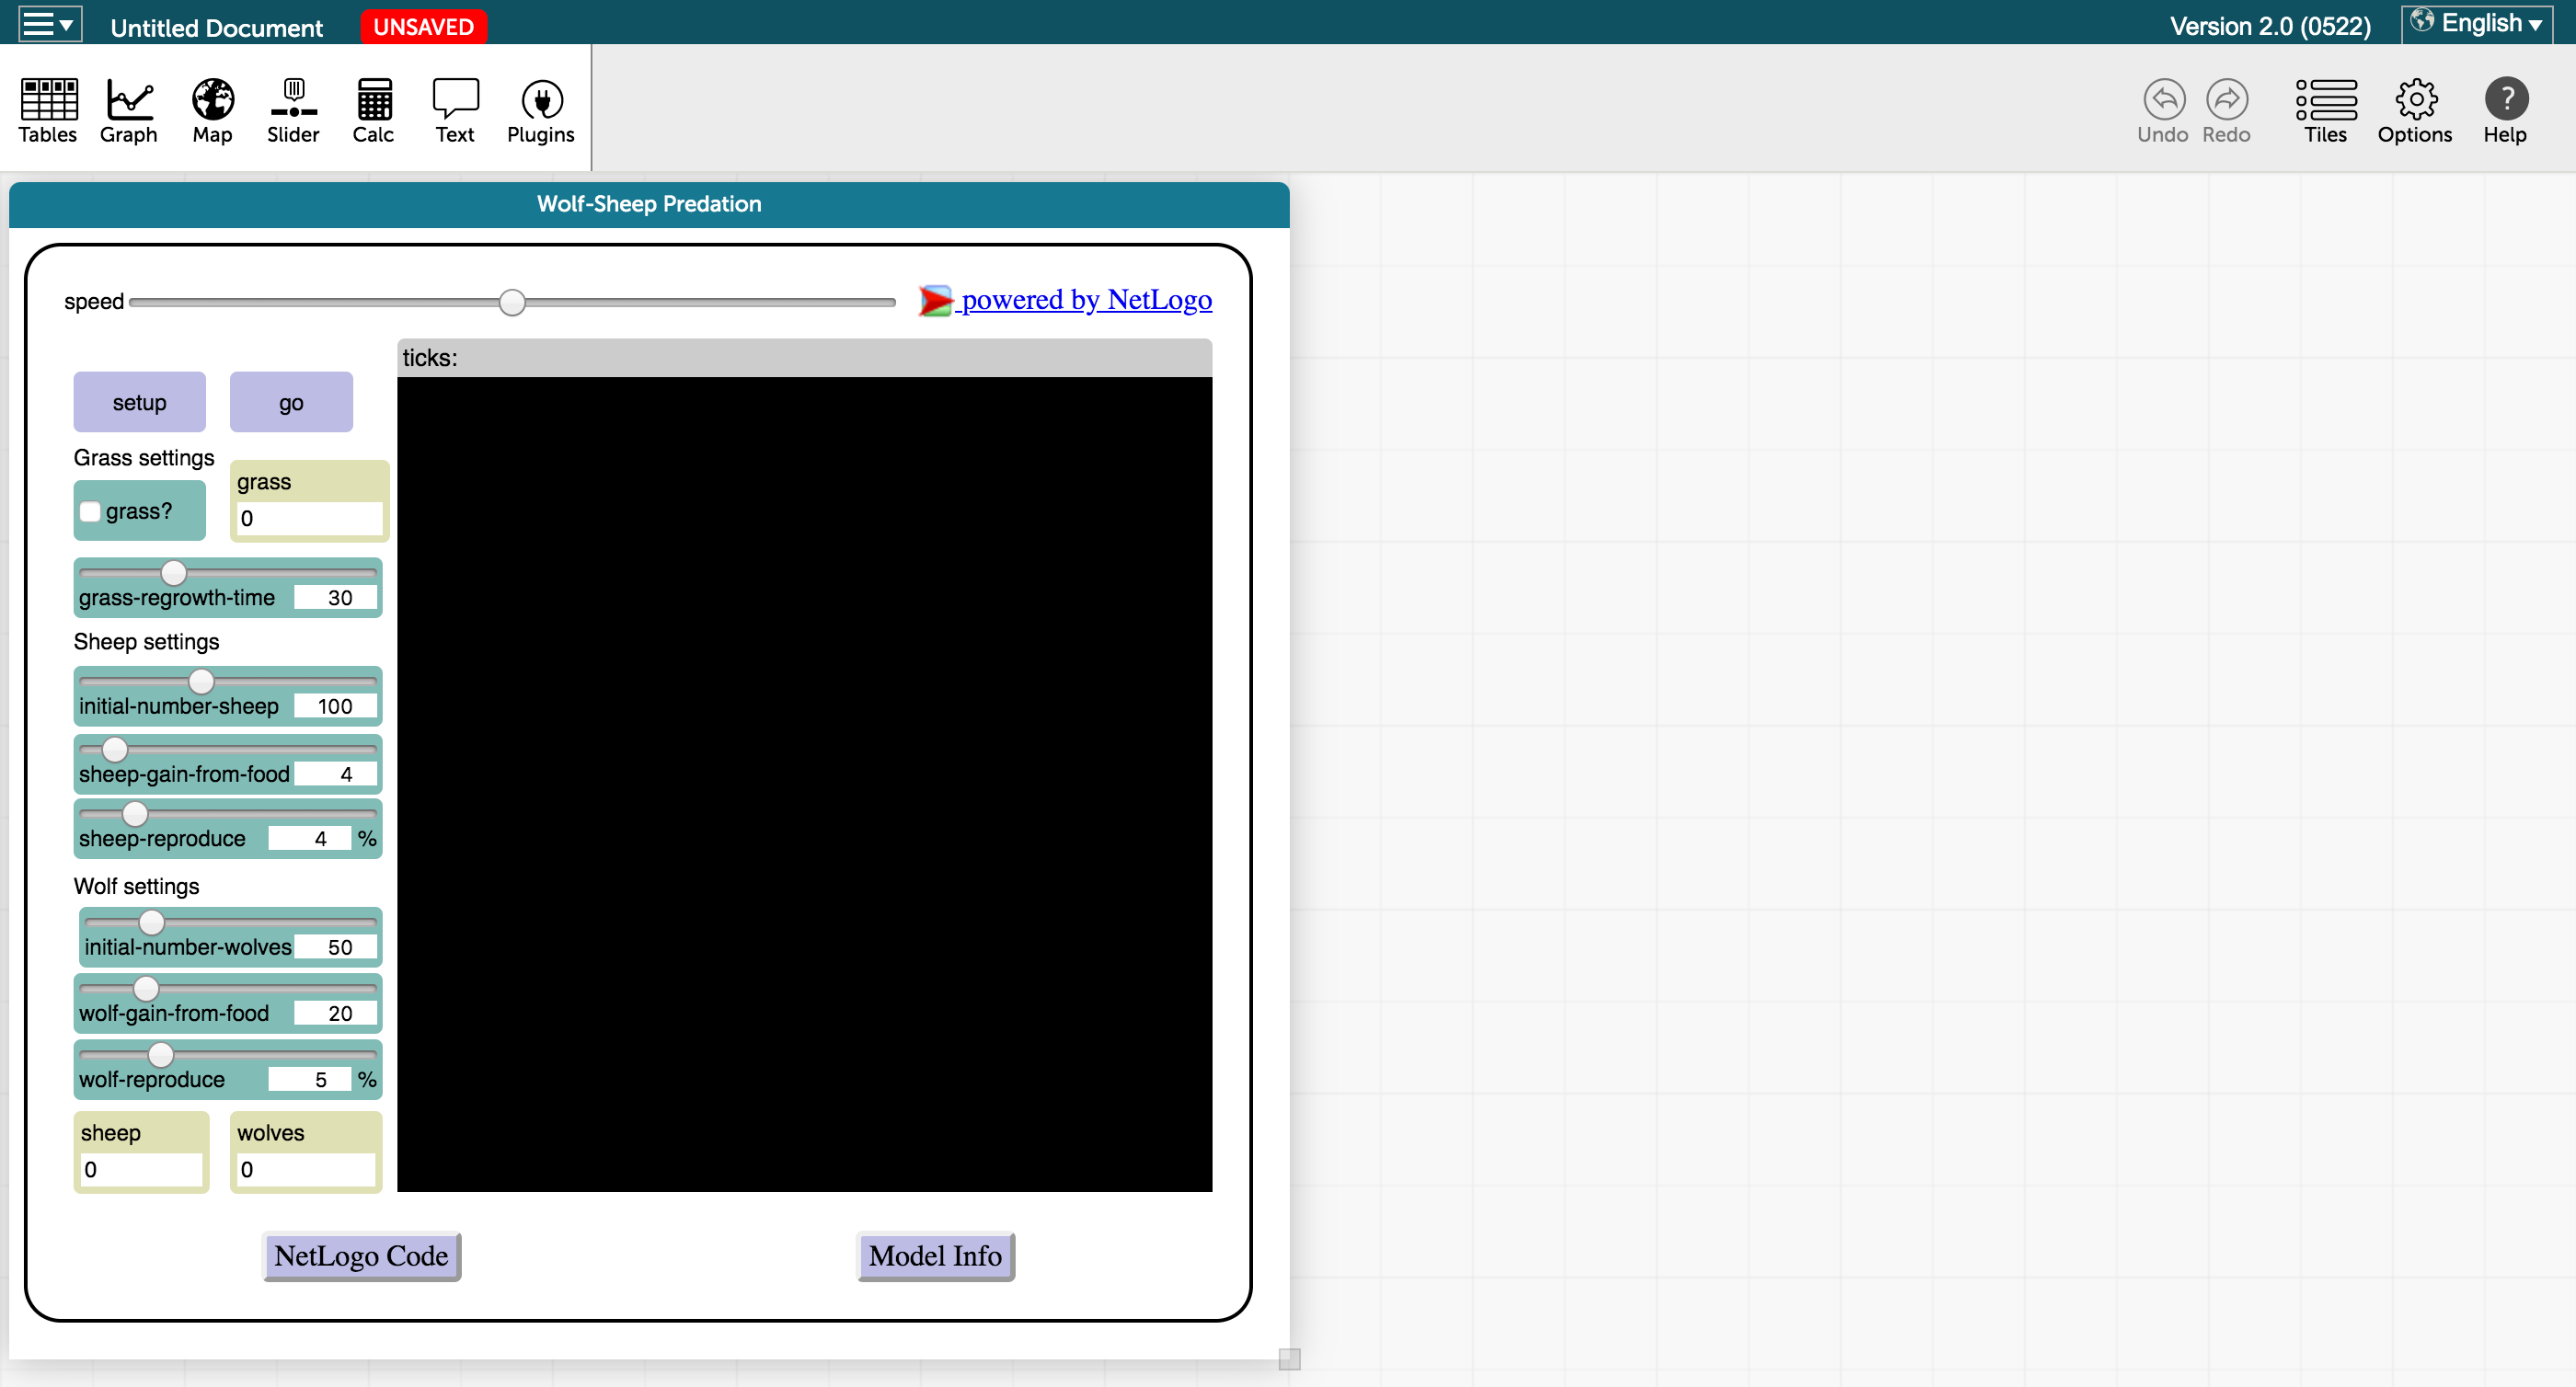 Untitled Document UNSAVED Version 2.0 (0522) English
Tables Graph Map Slider Calc Text Plugins Undo Redo Tiles Options ? Help
Wolf-Sheep Predation
speed powered by NetLogo
ticks:
setup go
Grass settings
grass
grass? 0
grass-regrowth-time 30
Sheep settings
initial-number-sheep 100
sheep-gain-from-food 4
sheep-reproduce 4 %
Wolf settings
initial-number-wolves 50
wolf-gain-from-food 20
wolf-reproduce 5 %
sheep wolves
0 0
NetLogo Code Model Info